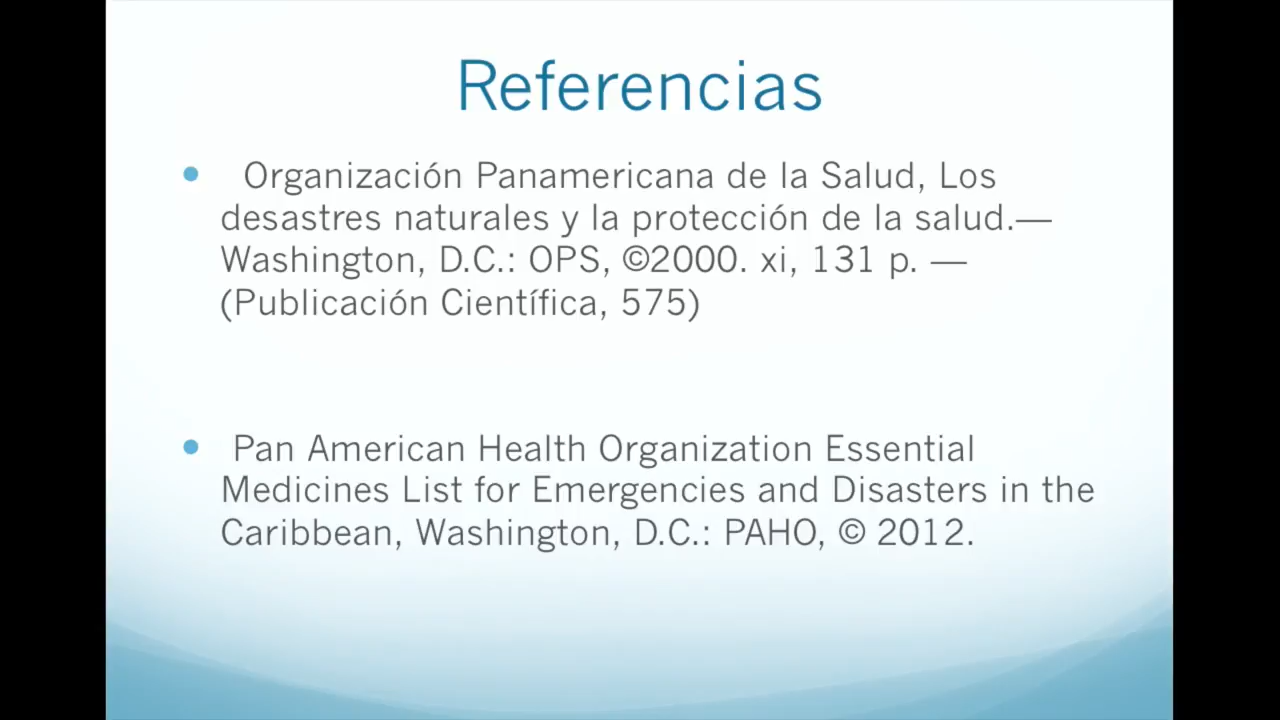 Referencias
• Organización Panamericana de la Salud, Los
desastres naturales y la protección de la salud.—
Washington, D.C.: OPS, ©2000. xi, 131 p. —
(Publicación Científica, 575)
• Pan American Health Organization Essential
Medicines List for Emergencies and Disasters in the
Caribbean, Washington, D.C.: PAHO, © 2012.